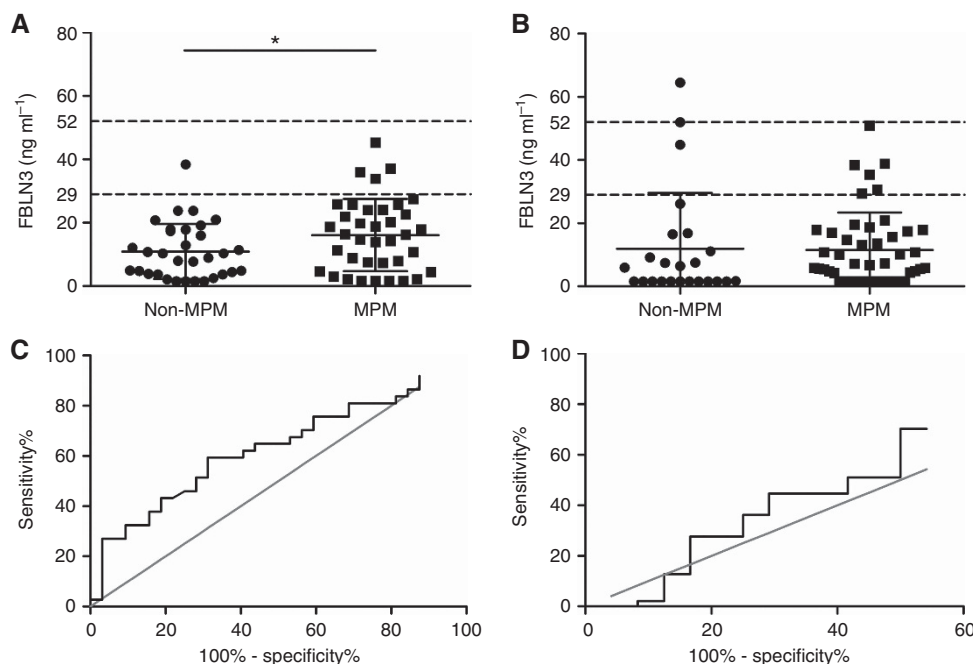 A
80
60
52
40
29
20
0
FBLN3 (ng ml⁻¹)
*
Non-MPM MPM
B
80
60
52
40
29
20
0
FBLN3 (ng ml⁻¹)
Non-MPM MPM
C
100
80
60
40
20
0
Sensitivity%
0 20 40 60 80 100
100% - specificity%
D
100
80
60
40
20
0
Sensitivity%
0 20 40 60
100% - specificity%